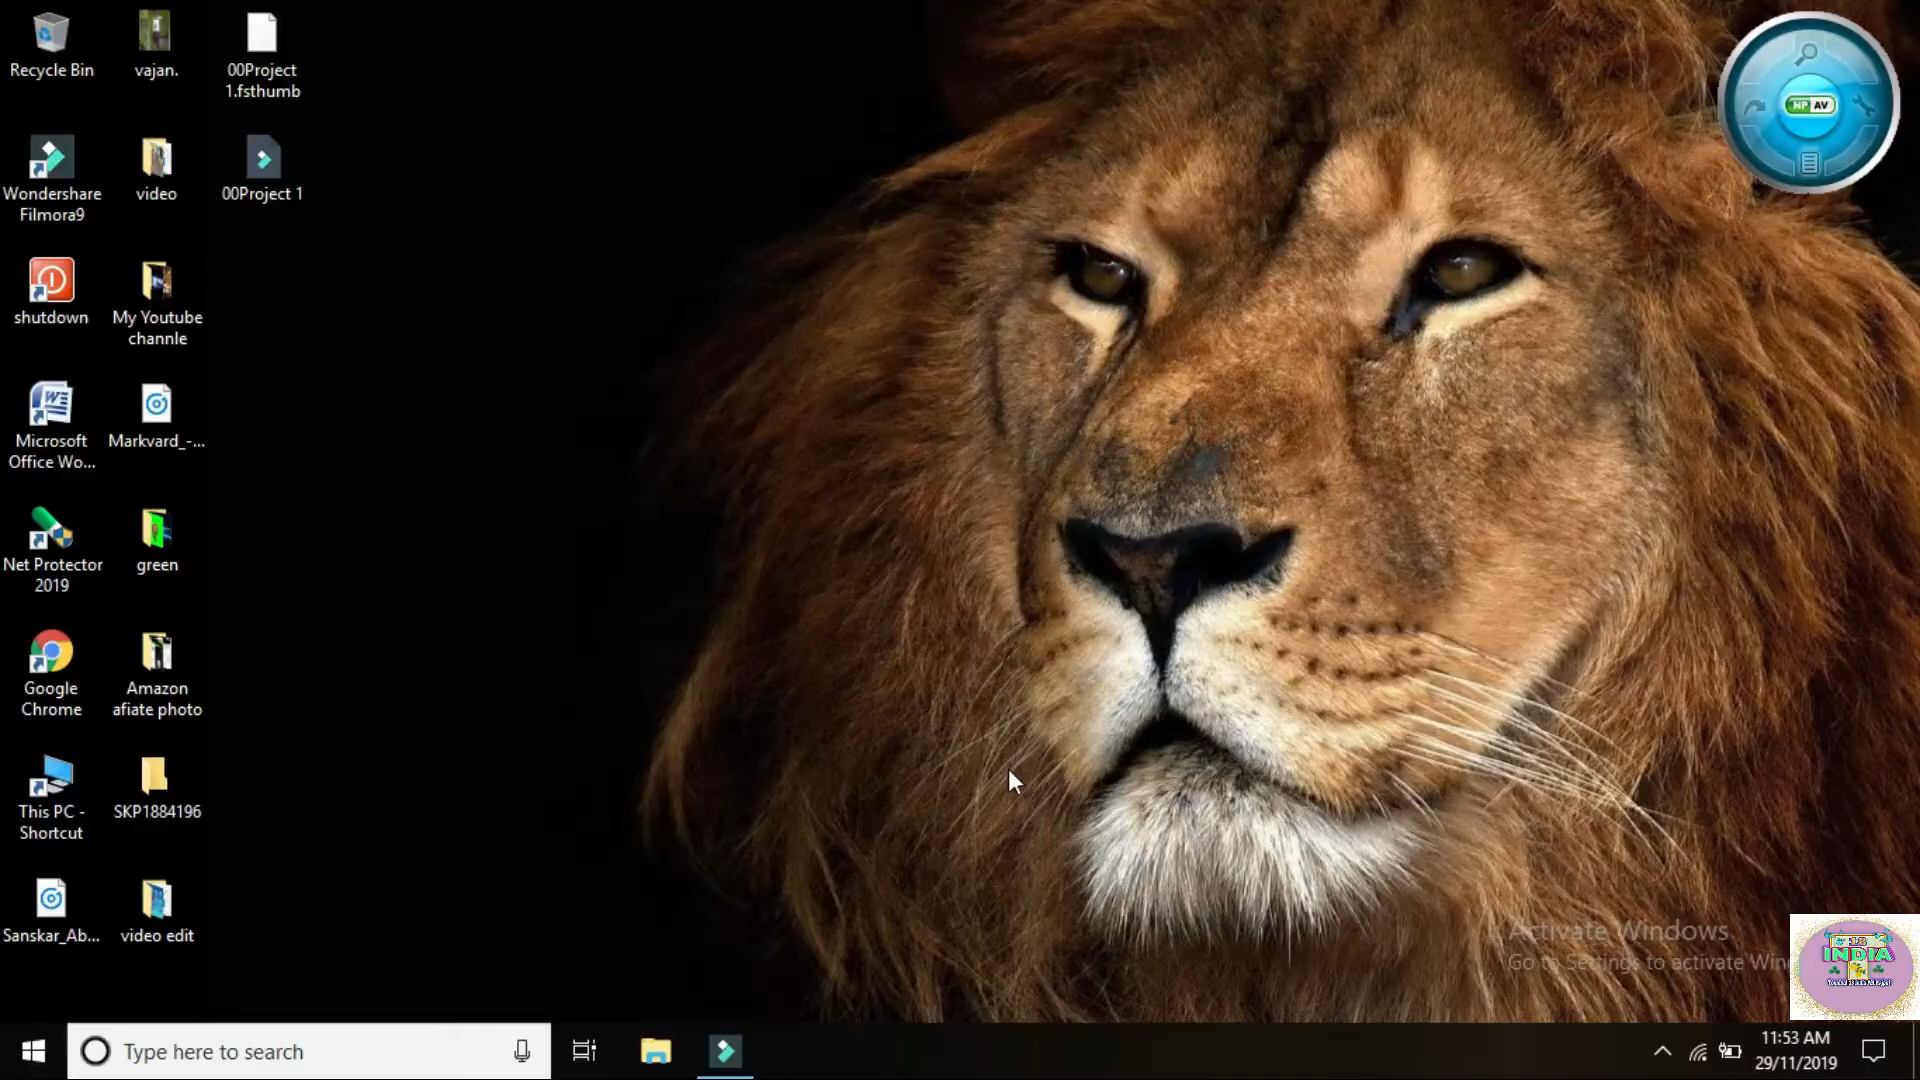 Recycle Bin
vajan.
00Project
1.fsthumb
Wondershare
Filmora9
video
00Project 1
shutdown
My Youtube
channle
Microsoft
Office Wo...
Markvard_-...
Net Protector
2019
green
Google
Chrome
Amazon
afiate photo
This PC -
Shortcut
SKP1884196
Sanskar_Ab...
video edit
NP AV
Activate Windows
Go to Settings to activate
18
INDIA
Type here to search
11:53 AM
29/11/2019